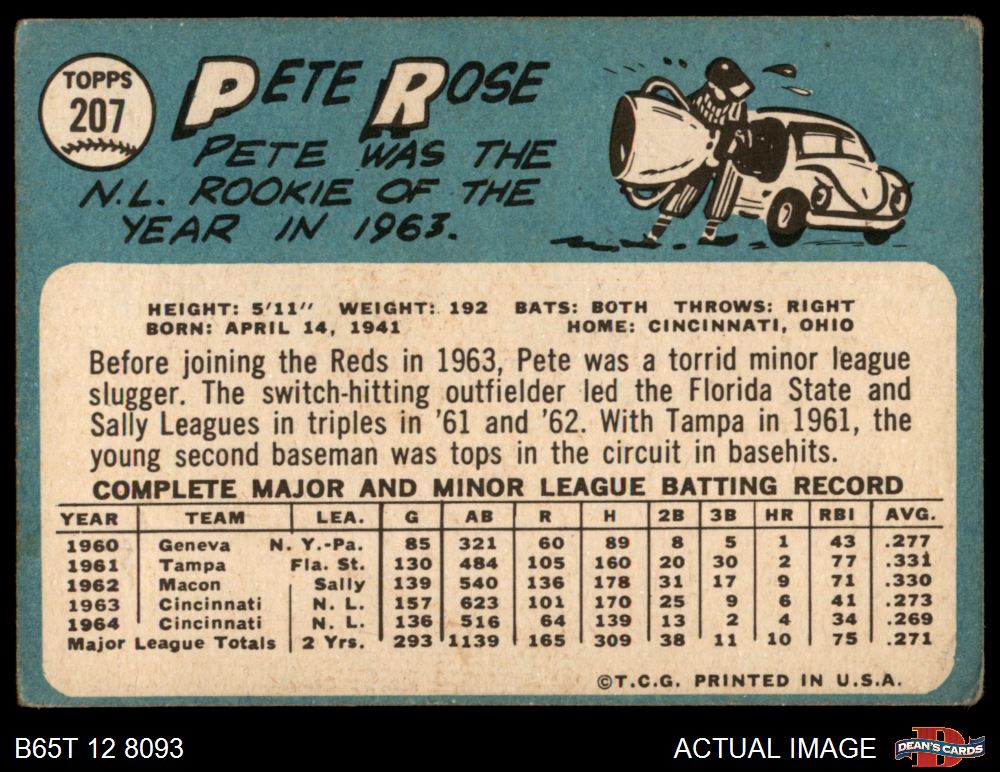 TOPPS
207
PETE ROSE
PETE WAS THE
N.L. ROOKIE OF THE
YEAR IN 1963.
HEIGHT: 5'11" WEIGHT: 192 BATS: BOTH THROWS: RIGHT
BORN: APRIL 14, 1941 HOME: CINCINNATI, OHIO
Before joining the Reds in 1963, Pete was a torrid minor league
slugger. The switch-hitting outfielder led the Florida State and
Sally Leagues in triples in '61 and '62. With Tampa in 1961, the
young second baseman was tops in the circuit in basehits.
COMPLETE MAJOR AND MINOR LEAGUE BATTING RECORD
YEAR TEAM LEA. G AB R H 2B 3B HR RBI AVG.
1960 Geneva N. Y.-Pa. 85 321 60 89 8 5 1 43 .277
1961 Tampa Fla. St. 130 484 105 160 20 30 2 77 .331
1962 Macon Sally 139 540 136 178 31 17 9 71 .330
1963 Cincinnati N. L. 157 623 101 170 25 9 6 41 .273
1964 Cincinnati N. L. 136 516 64 139 13 2 4 34 .269
Major League Totals 2 Yrs. 293 1139 165 309 38 11 10 75 .271
©T.C.G. PRINTED IN U.S.A.
B65T 12 8093 ACTUAL IMAGE
D
DEAN'S CARDS